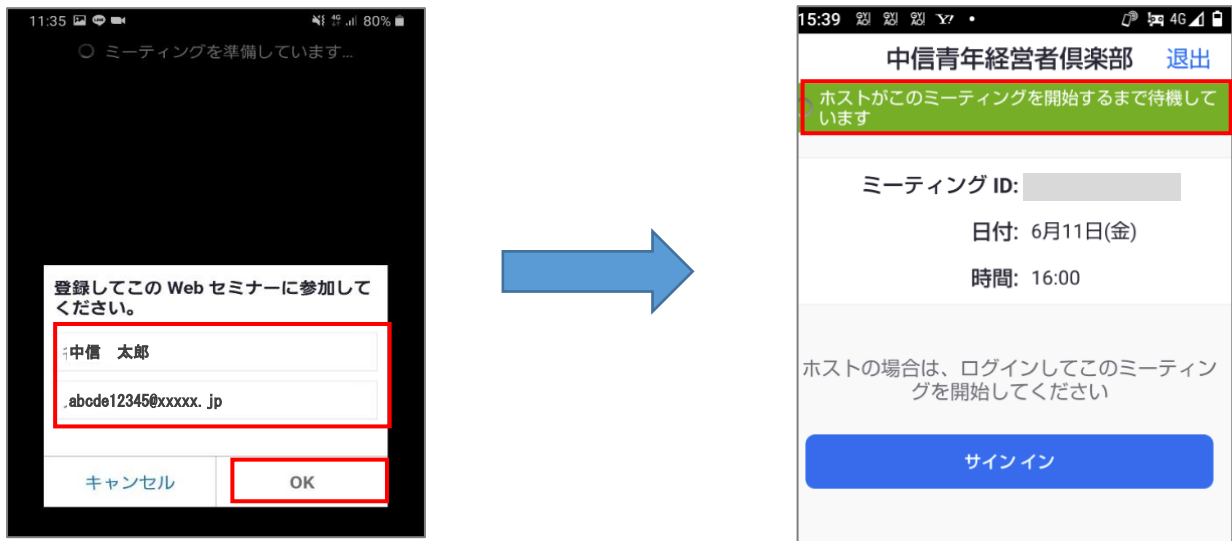 11:35
4G
80%
ミーティングを準備しています...
登録してこの Web セミナーに参加して
ください。
中信 太郎
abcde12345@xxxxx.jp
キャンセル
OK
15:39
4G
中信青年経営者倶楽部
退出
ホストがこのミーティングを開始するまで待機して
います
ミーティング ID:
日付: 6月11日(金)
時間: 16:00
ホストの場合は、ログインしてこのミーティン
グを開始してください
サイン イン